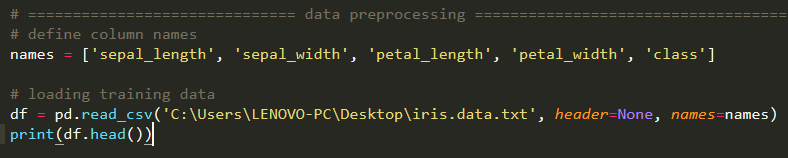 # ============================== data preprocessing ===================================
# define column names
names = ['sepal_length', 'sepal_width', 'petal_length', 'petal_width', 'class']
# loading training data
df = pd.read_csv('C:\Users\LENOVO-PC\Desktop\iris.data.txt', header=None, names=names)
print(df.head())